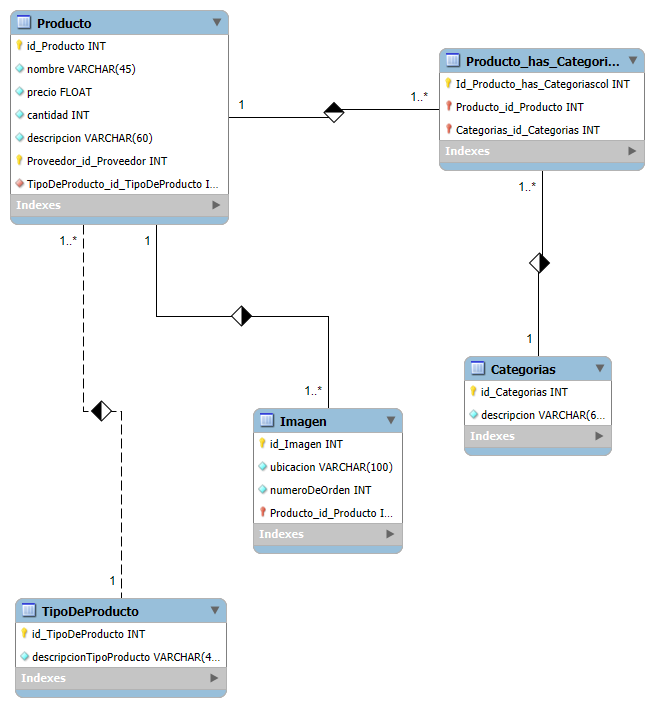 Producto
id_Producto INT
nombre VARCHAR(45)
precio FLOAT
cantidad INT
descripcion VARCHAR(60)
Proveedor_id_Proveedor INT
TipoDeProducto_id_TipoDeProducto I...
Indexes
1
1..*
Producto_has_Categori...
Id_Producto_has_Categoriascol INT
Producto_id_Producto INT
Categorias_id_Categorias INT
Indexes
1..*
1
Categorias
id_Categorias INT
descripcion VARCHAR(6...
Indexes
1..*
1
1..*
Imagen
id_Imagen INT
ubicacion VARCHAR(100)
numeroDeOrden INT
Producto_id_Producto I...
Indexes
1
TipoDeProducto
id_TipoDeProducto INT
descripcionTipoProducto VARCHAR(4...
Indexes